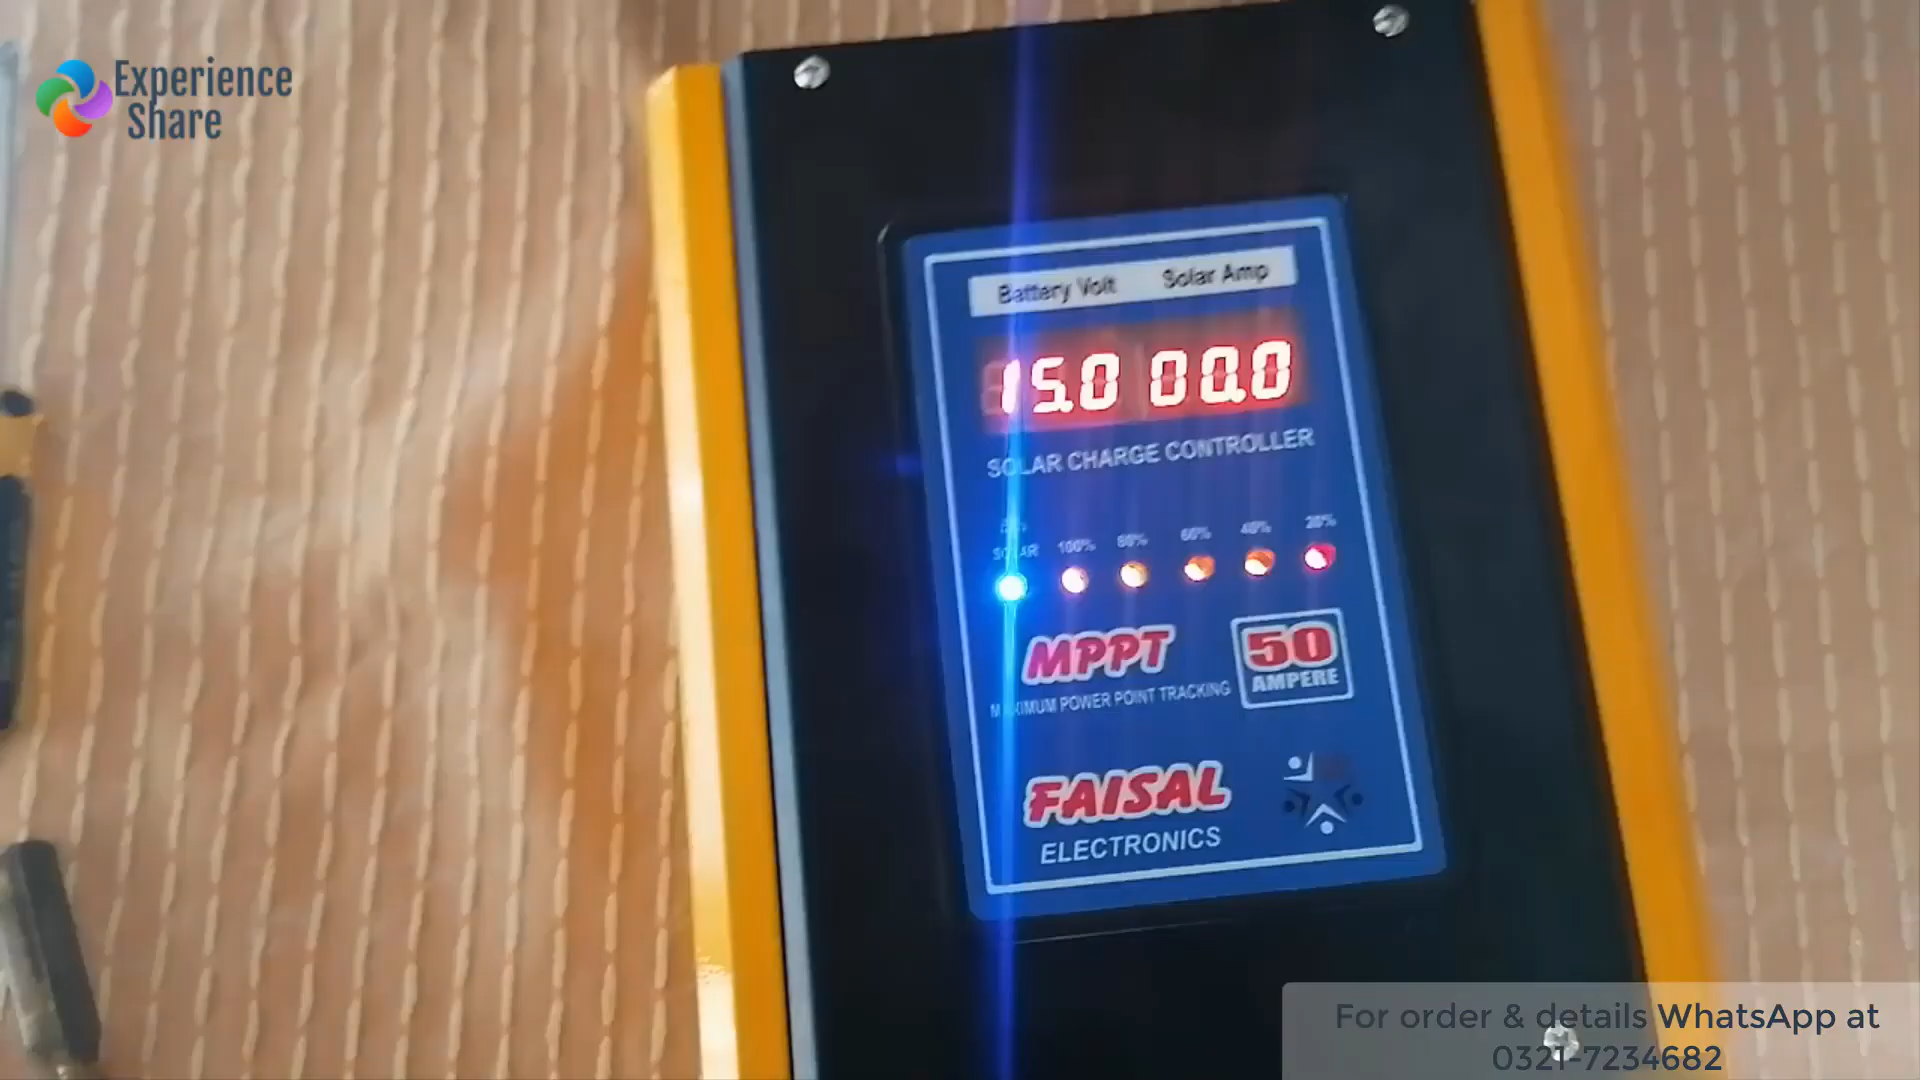 Experience
Share
Battery Volt Solar Amp
15.0 00.0
SOLAR CHARGE CONTROLLER
SOLAR 100% 80% 60% 40% 20%
MPPT
MAXIMUM POWER POINT TRACKING
50
AMPERE
FAISAL
ELECTRONICS
For order & details WhatsApp at
0321-7234682